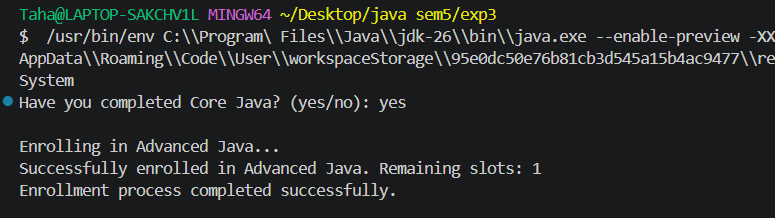 Taha@LAPTOP-SAKCHV1L MINGW64 ~/Desktop/java sem5/exp3
$  /usr/bin/env C:\\Program\ Files\\Java\\jdk-26\\bin\\java.exe --enable-preview -XX
AppData\\Roaming\\Code\\User\\workspaceStorage\\95e0dc50e76b81cb3d545a15b4ac9477\\re
System
Have you completed Core Java? (yes/no): yes

Enrolling in Advanced Java...
Successfully enrolled in Advanced Java. Remaining slots: 1
Enrollment process completed successfully.